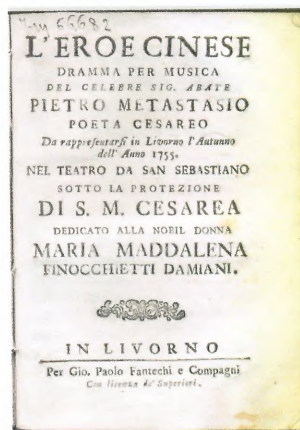 66682
L'EROE CINESE
DRAMMA PER MUSICA
DEL CELEBRE SIG. ABATE
PIETRO METASTASIO
POETA CESAREO
Da rappresentarsi in Livorno l'Autunno
dell' Anno 1755.
NEL TEATRO DA SAN SEBASTIANO
SOTTO LA PROTEZIONE
DI S. M. CESAREA
DEDICATO ALLA NOBIL DONNA
MARIA MADDALENA
FINOCCHIETTI DAMIANI.
IN LIVORNO
Per Gio. Paolo Fantechi e Compagni
Con licenza de' Superiori.